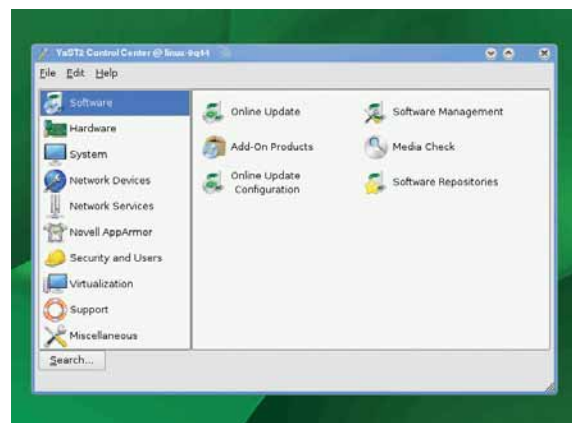 YaST2 Control Center @ linux-9q44
File Edit Help
Software
Hardware
System
Network Devices
Network Services
Novell AppArmor
Security and Users
Virtualization
Support
Miscellaneous
Online Update
Software Management
Add-On Products
Media Check
Online Update
Configuration
Software Repositories
Search...